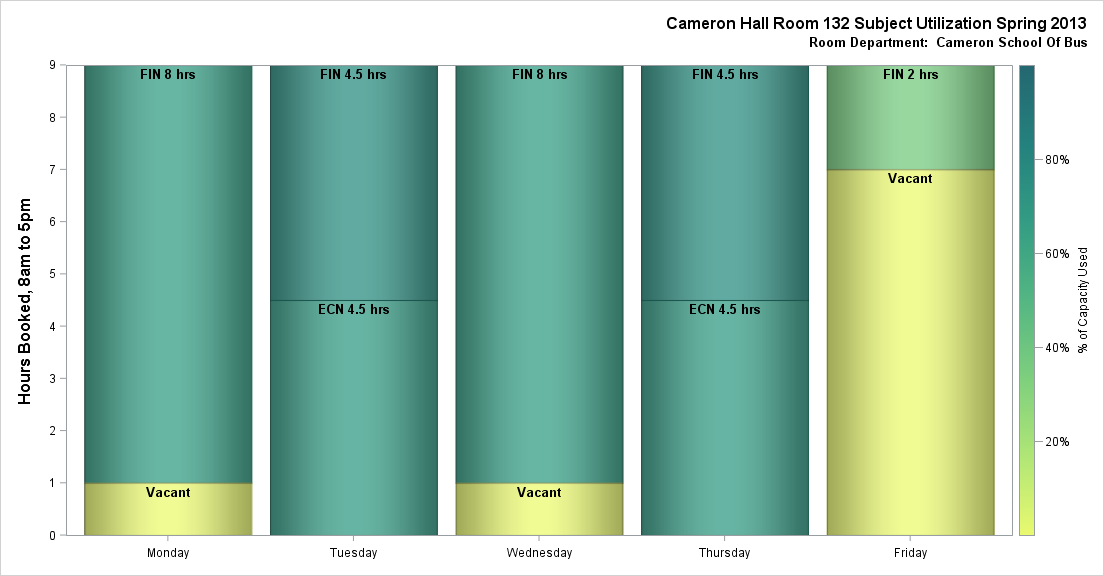 Cameron Hall Room 132 Subject Utilization Spring 2013
Room Department:  Cameron School Of Bus
Hours Booked, 8am to 5pm
9
8
7
6
5
4
3
2
1
0
FIN 8 hrs
Vacant
FIN 4.5 hrs
ECN 4.5 hrs
FIN 8 hrs
Vacant
FIN 4.5 hrs
ECN 4.5 hrs
FIN 2 hrs
Vacant
Monday
Tuesday
Wednesday
Thursday
Friday
80%
60%
40%
20%
% of Capacity Used